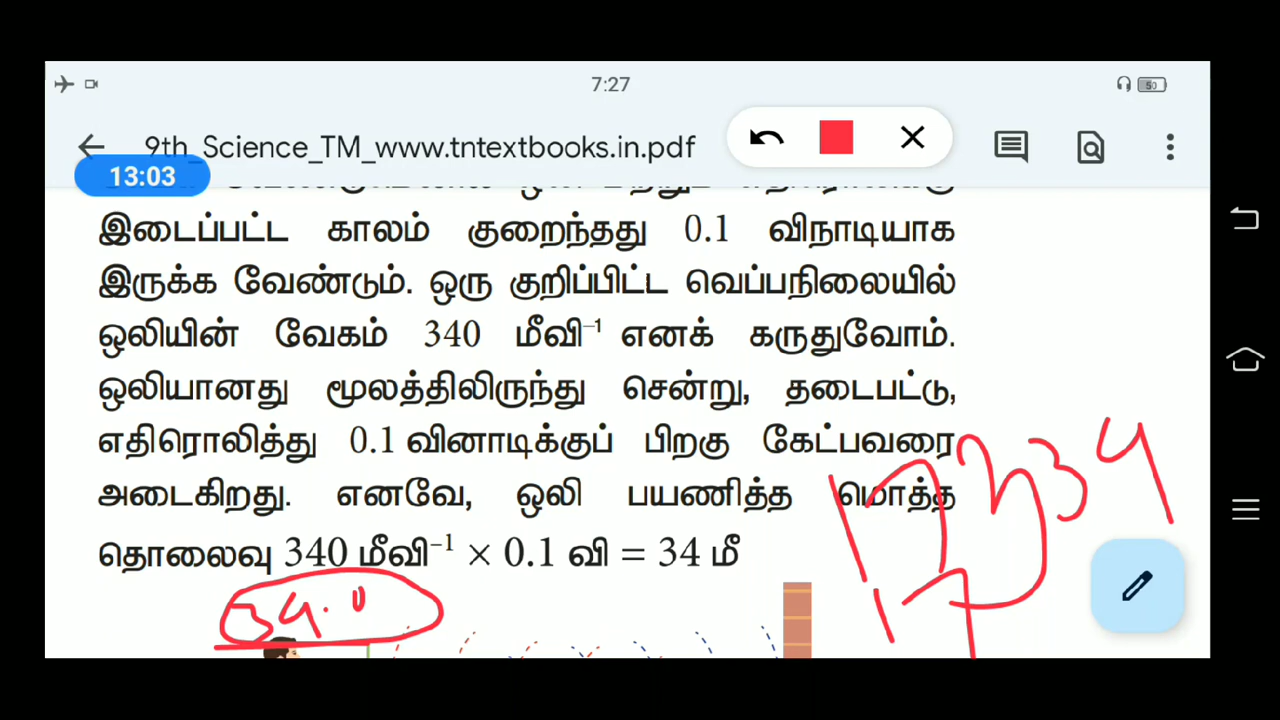 7:27
50
9th_Science_TM_www.tntextbooks.in.pdf
13:03
இடைப்பட்ட காலம் குறைந்தது 0.1 விநாடியாக
இருக்க வேண்டும். ஒரு குறிப்பிட்ட வெப்பநிலையில்
ஒலியின் வேகம் 340 மீவி⁻¹ எனக் கருதுவோம்.
ஒலியானது மூலத்திலிருந்து சென்று, தடைபட்டு,
எதிரொலித்து 0.1 வினாடிக்குப் பிறகு கேட்பவரை
அடைகிறது. எனவே, ஒலி பயணித்த மொத்த
தொலைவு 340 மீவி⁻¹ × 0.1 வி = 34 மீ
34.0
17 34
17